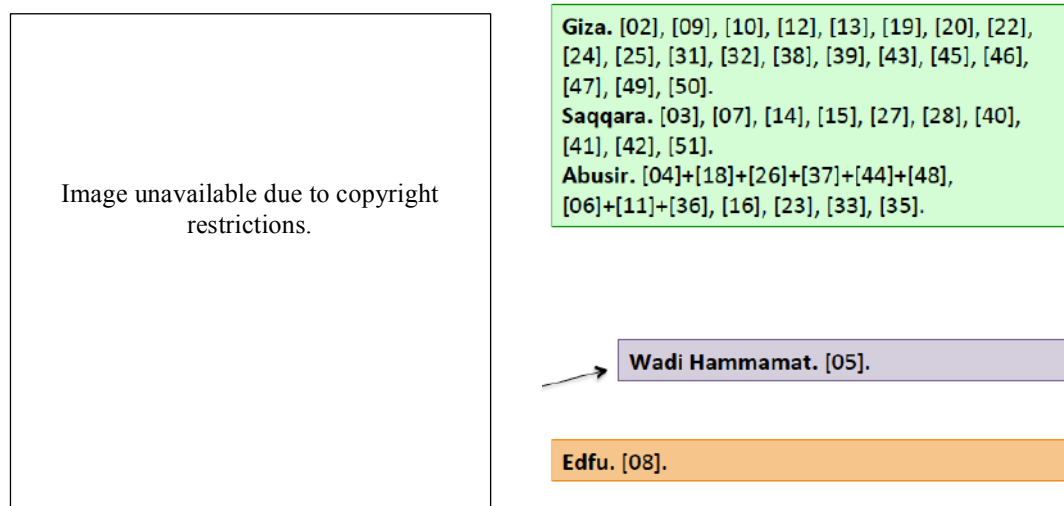 Image unavailable due to copyright
restrictions.
Giza. [02], [09], [10], [12], [13], [19], [20], [22],
[24], [25], [31], [32], [38], [39], [43], [45], [46],
[47], [49], [50].
Saqqara. [03], [07], [14], [15], [27], [28], [40],
[41], [42], [51].
Abusir. [04]+[18]+[26]+[37]+[44]+[48],
[06]+[11]+[36], [16], [23], [33], [35].
Wadi Hammamat. [05].
Edfu. [08].